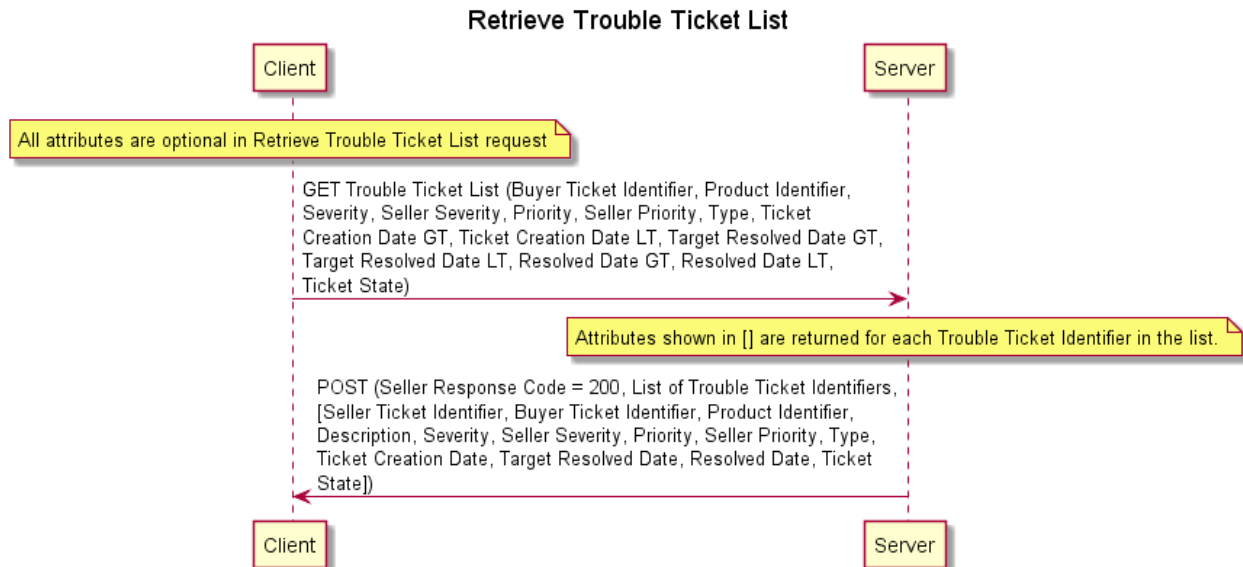 Retrieve Trouble Ticket List
Client
Server
All attributes are optional in Retrieve Trouble Ticket List request
GET Trouble Ticket List (Buyer Ticket Identifier, Product Identifier,
Severity, Seller Severity, Priority, Seller Priority, Type, Ticket
Creation Date GT, Ticket Creation Date LT, Target Resolved Date GT,
Target Resolved Date LT, Resolved Date GT, Resolved Date LT,
Ticket State)
Attributes shown in [] are returned for each Trouble Ticket Identifier in the list.
POST (Seller Response Code = 200, List of Trouble Ticket Identifiers,
[Seller Ticket Identifier, Buyer Ticket Identifier, Product Identifier,
Description, Severity, Seller Severity, Priority, Seller Priority, Type,
Ticket Creation Date, Target Resolved Date, Resolved Date, Ticket
State])
Client
Server